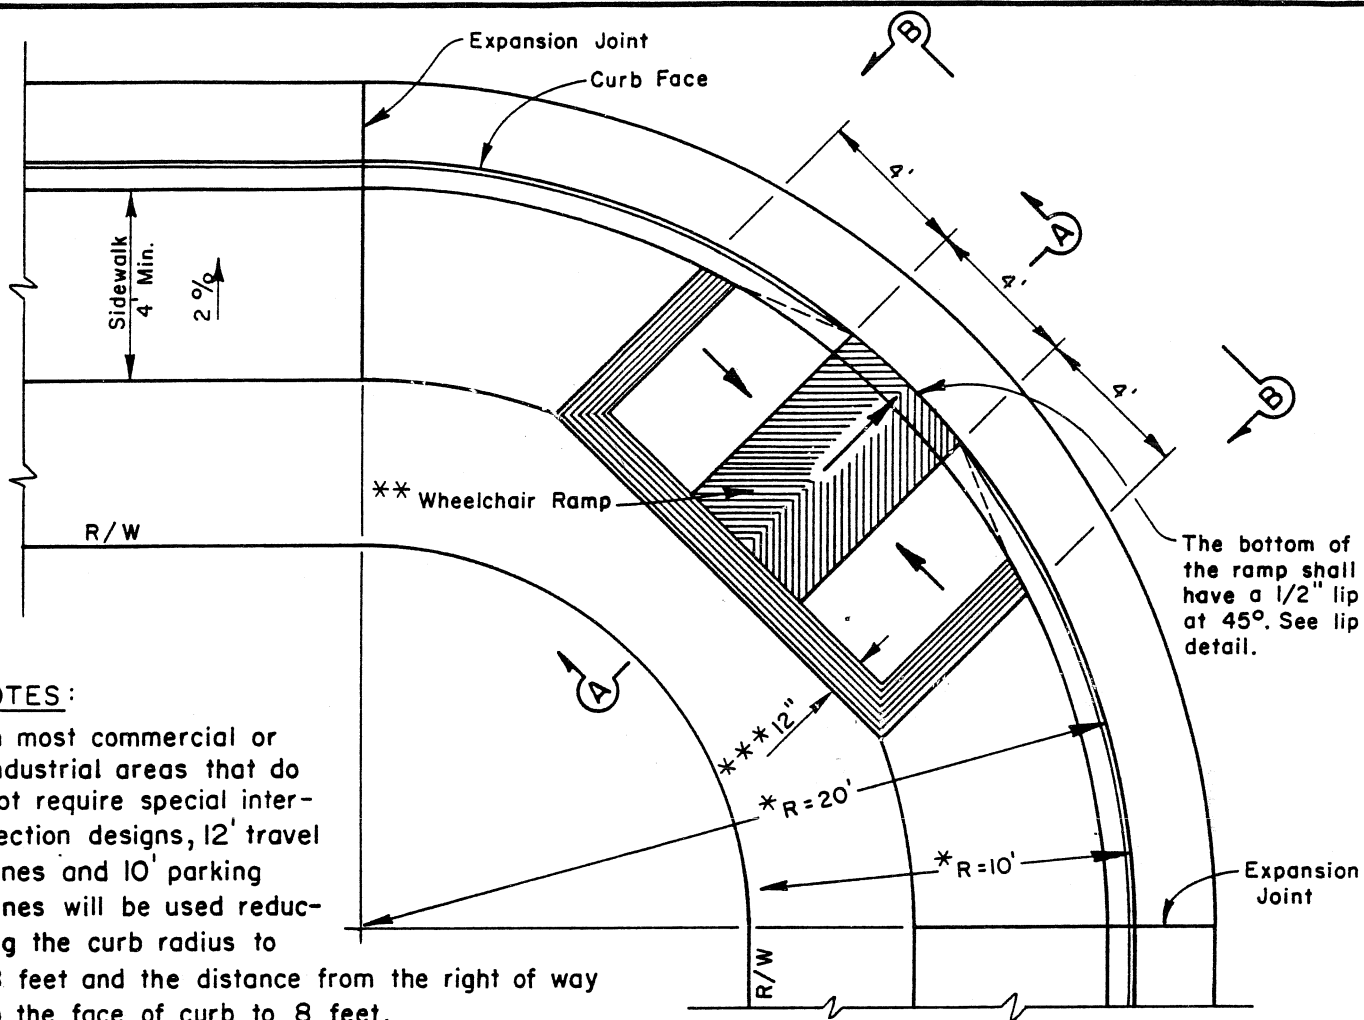 Expansion Joint
Curb Face
B
4'
A
4'
4'
B
Sidewalk
4' Min.
2 %
** Wheelchair Ramp
R/W
The bottom of
the ramp shall
have a 1/2" lip
at 45°. See lip
detail.
A
***12"
*R=20'
*R=10'
Expansion
Joint
R/W
OTES:
most commercial or
ndustrial areas that do
ot require special inter-
ection designs, 12' travel
nes and 10' parking
nes will be used reduc-
g the curb radius to
feet and the distance from the right of way
the face of curb to 8 feet.